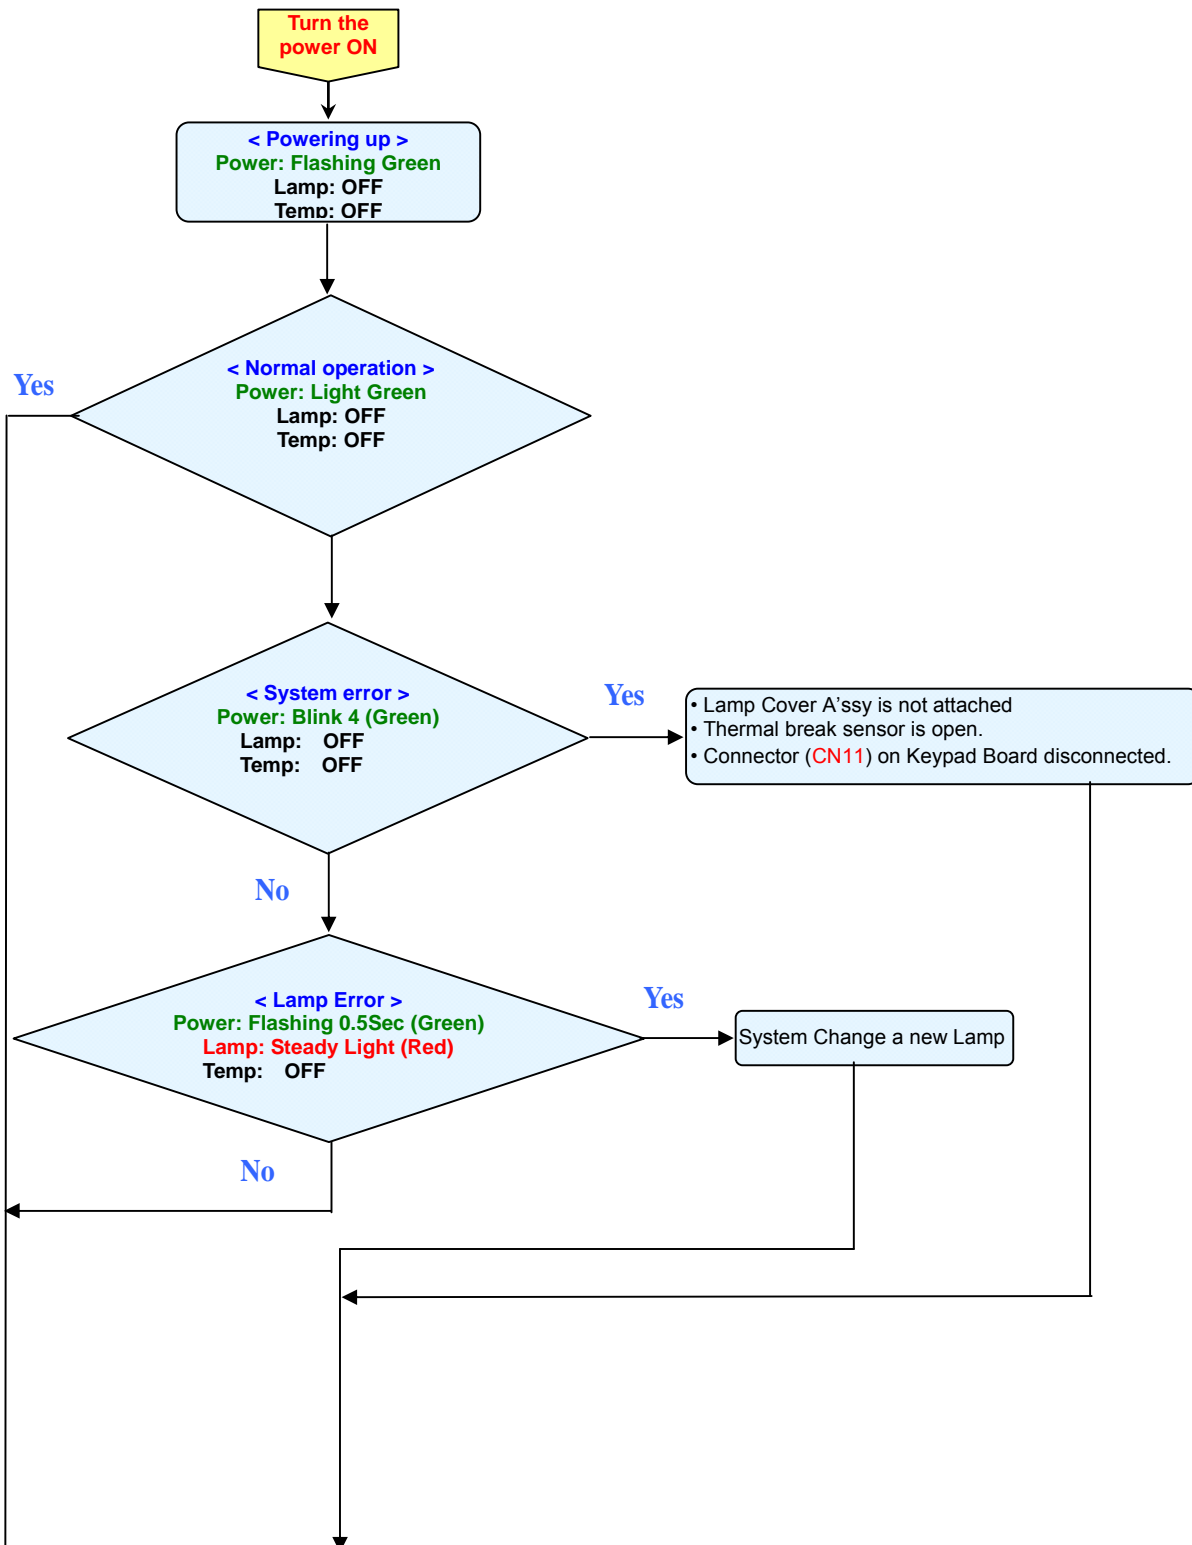 Turn the
power ON
< Powering up >
Power: Flashing Green
Lamp: OFF
Temp: OFF
Yes
< Normal operation >
Power: Light Green
Lamp: OFF
Temp: OFF
< System error >
Power: Blink 4 (Green)
Lamp: OFF
Temp: OFF
Yes
• Lamp Cover A'ssy is not attached
• Thermal break sensor is open.
• Connector (CN11) on Keypad Board disconnected.
No
< Lamp Error >
Power: Flashing 0.5Sec (Green)
Lamp: Steady Light (Red)
Temp: OFF
Yes
System Change a new Lamp
No